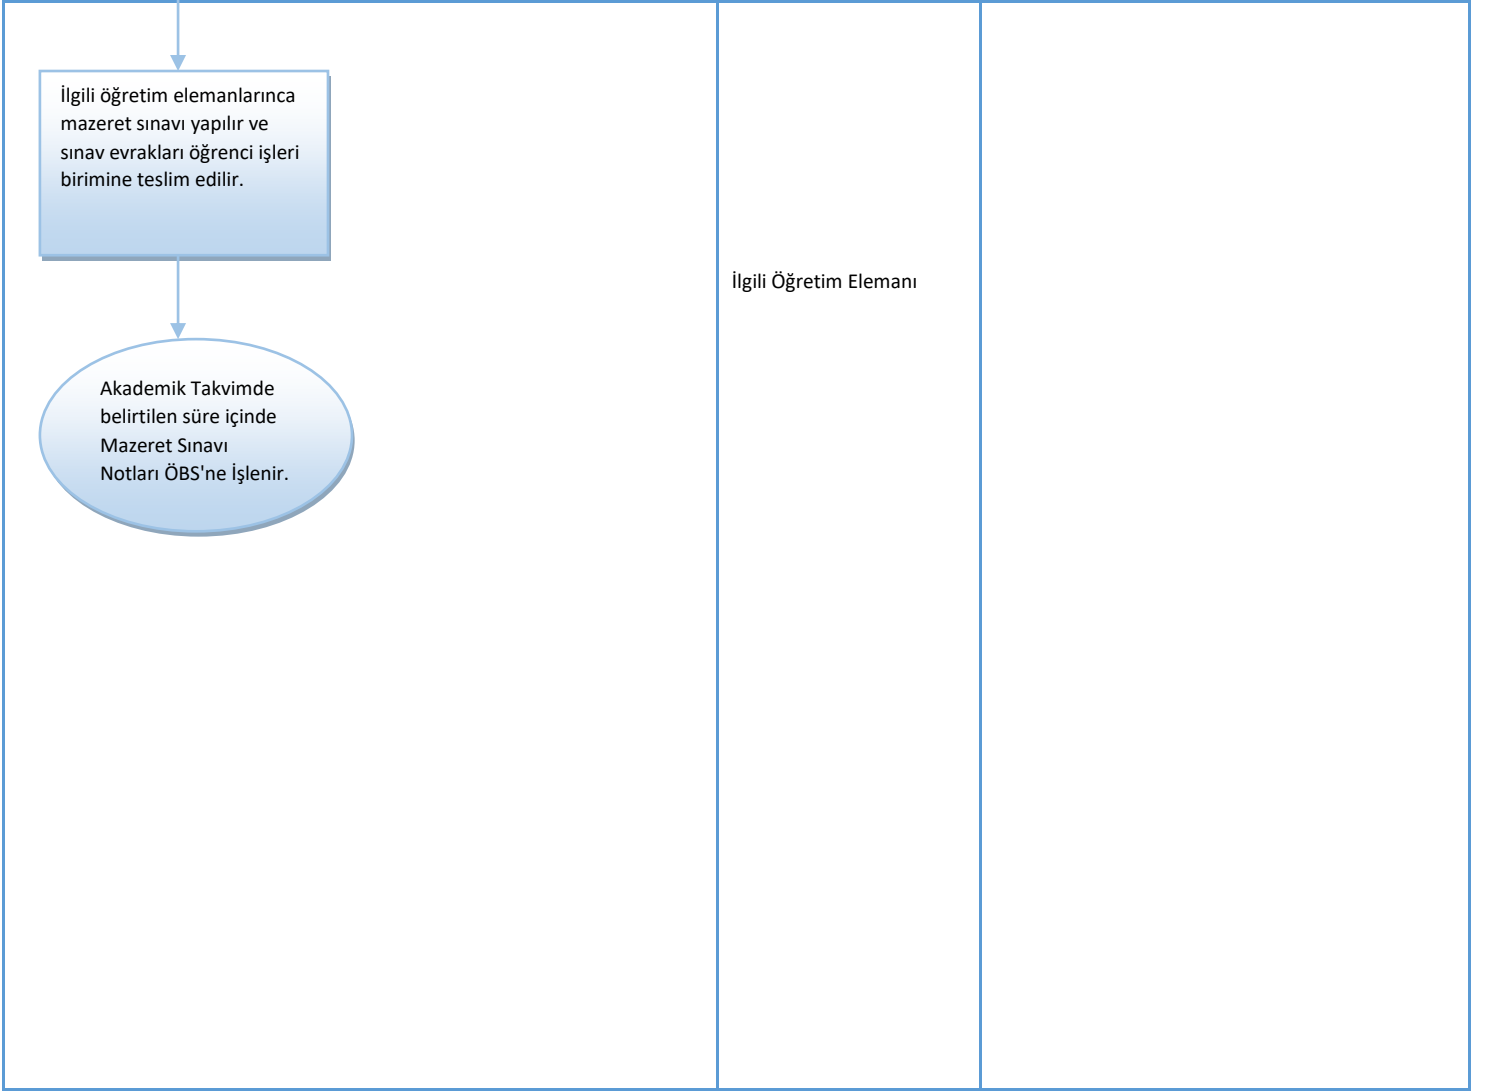 İlgili öğretim elemanlarınca
mazeret sınavı yapılır ve
sınav evrakları öğrenci işleri
birimine teslim edilir.
İlgili Öğretim Elemanı
Akademik Takvimde
belirtilen süre içinde
Mazeret Sınavı
Notları ÖBS'ne İşlenir.